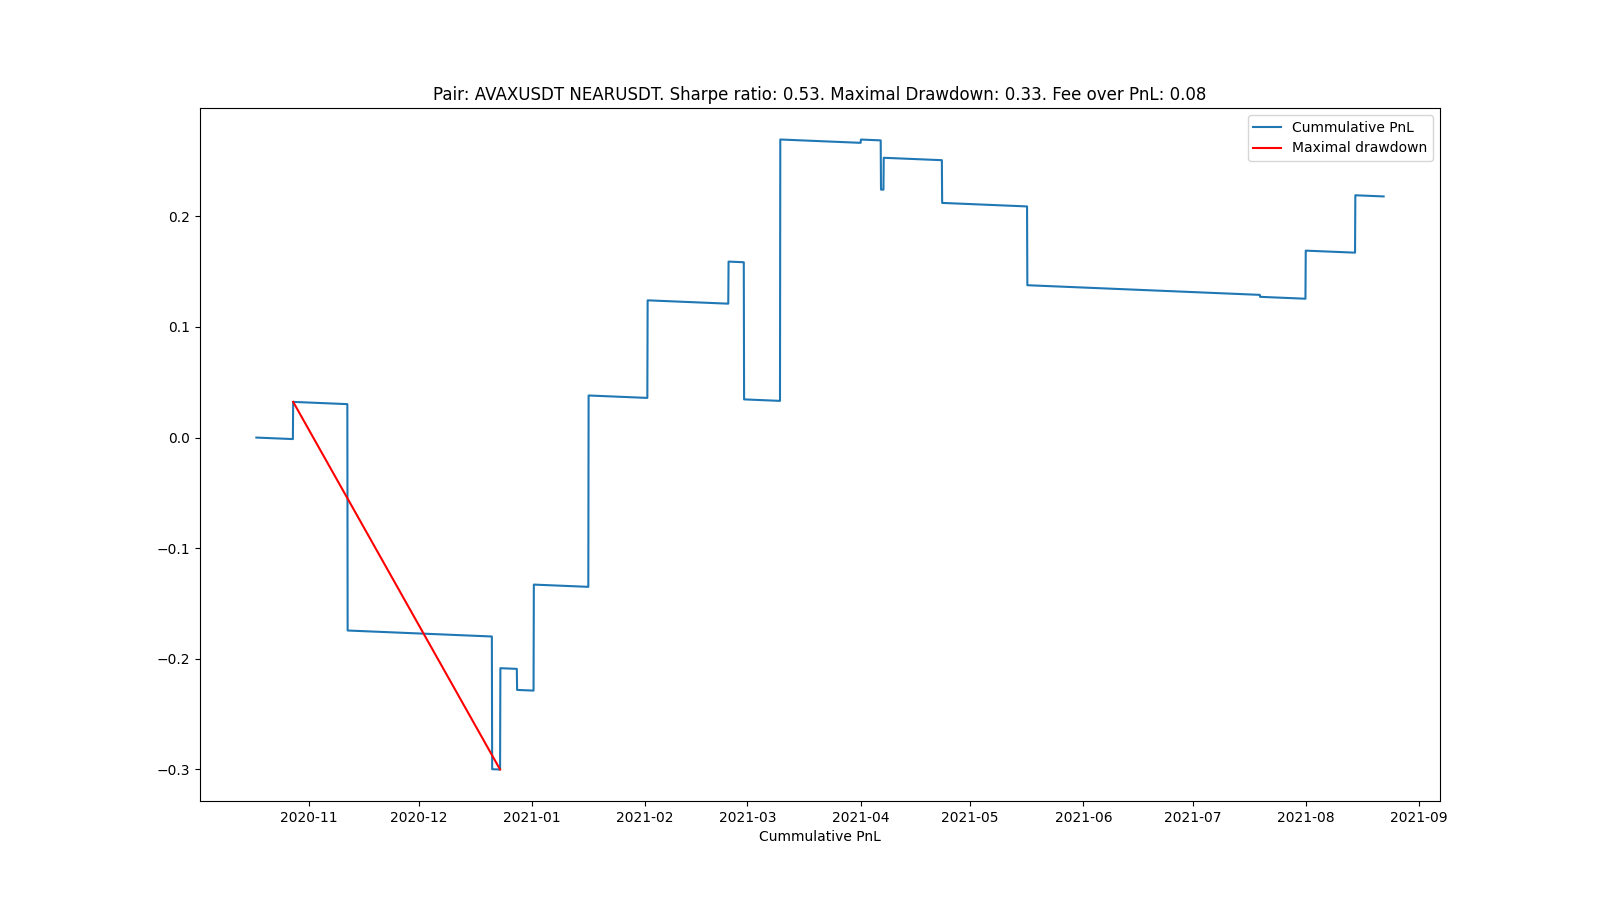 Pair: AVAXUSDT NEARUSDT. Sharpe ratio: 0.53. Maximal Drawdown: 0.33. Fee over PnL: 0.08
Cummulative PnL
Maximal drawdown
0.2
0.1
0.0
−0.1
−0.2
−0.3
2020-11 2020-12 2021-01 2021-02 2021-03 2021-04 2021-05 2021-06 2021-07 2021-08 2021-09
Cummulative PnL